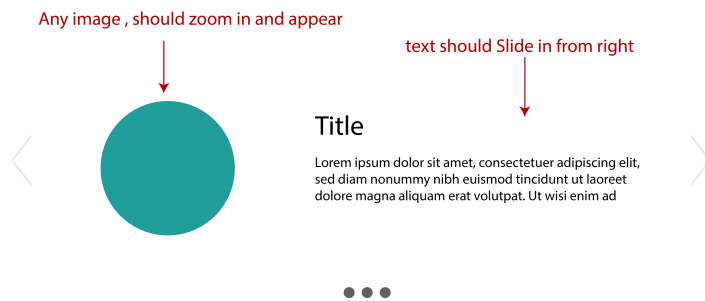 Any image , should zoom in and appear
text should Slide in from right
Title
Lorem ipsum dolor sit amet, consectetuer adipiscing elit,
sed diam nonummy nibh euismod tincidunt ut laoreet
dolore magna aliquam erat volutpat. Ut wisi enim ad